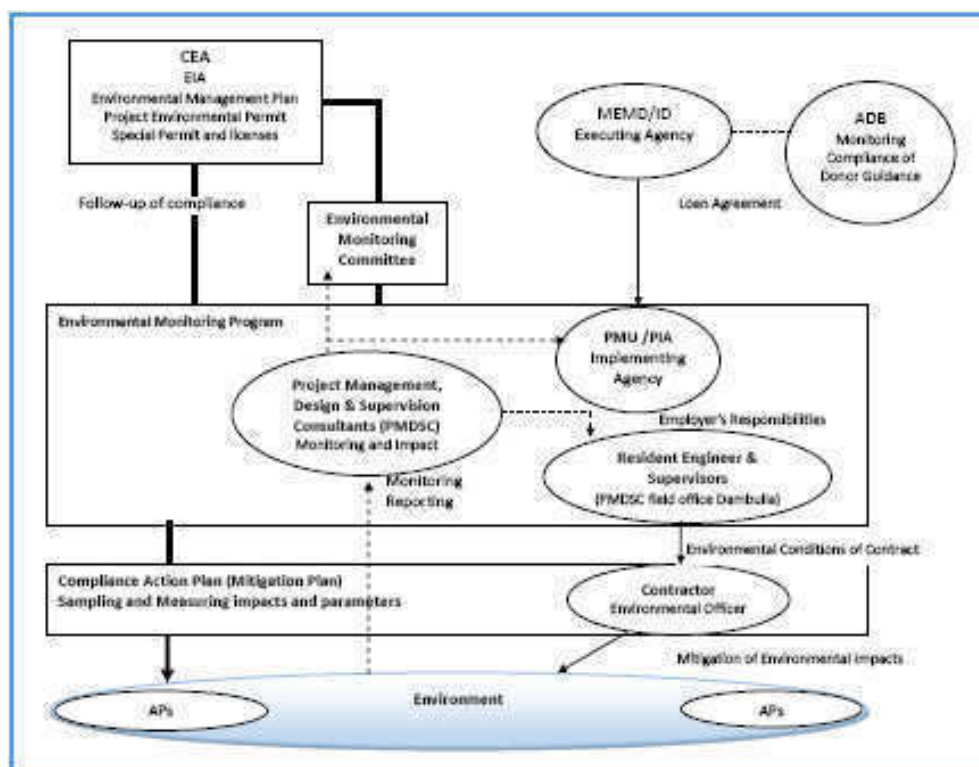 CEA
EIA
Environmental Management Plan
Project Environmental Permit
Special Permit and licenses
MEMD/ID
Executing Agency
ADB
Monitoring
Compliance of
Donor Guidance
Follow-up of compliance
Loan Agreement
Environmental
Monitoring
Committee
Environmental Monitoring Program
PMU /PIA
Implementing
Agency
Project Management,
Design & Supervision
Consultants (PMDSC)
Monitoring and Impact
Employer's Responsibilities
Resident Engineer &
Supervisors
(PMDSC field office Dambulla)
Monitoring
Reporting
Environmental Conditions of Contract
Compliance Action Plan (Mitigation Plan)
Sampling and Measuring impacts and parameters
Contractor
Environmental Officer
Mitigation of Environmental Impacts
Environment
APs
APs